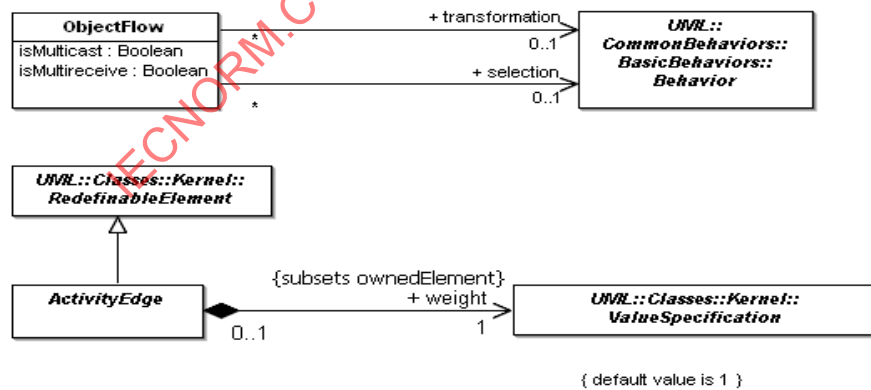 ObjectFlow
isMulticast : Boolean
isMultireceive : Boolean
+ transformation
*
0..1
+ selection
*
0..1
UML::
CommonBehaviors::
BasicBehaviors::
Behavior
IECNORM.C
UML::Classes::Kernel::
RedefinableElement
ActivityEdge
{subsets ownedElement}
+ weight
0..1
1
UML::Classes::Kernel::
ValueSpecification
{ default value is 1 }